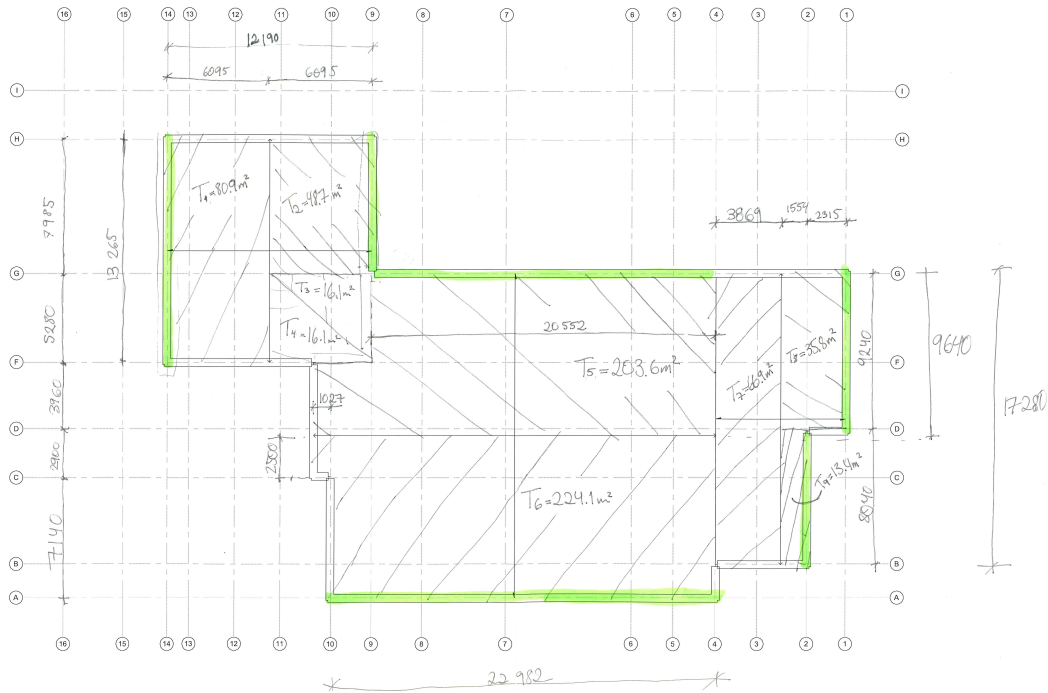 16 15 14 13 12 11 10 9 8 7 6 5 4 3 2 1
12190
6095 6095
I I
H H
T₁=80.9m²
T₂=48.7m²
7985
13265
3869 1554 2315
G G
T₃=16.1m²
T₄=16.1m²
20552
5280
T₅=203.6m²
T₇=66.9m²
T₈=35.8m²
9240
9640
F F
17280
3960
1027
D D
2900
2500
C C
T₆=224.1m²
T₉=13.4m²
8040
7140
B B
A A
16 15 14 13 12 11 10 9 8 7 6 5 4 3 2 1
22982